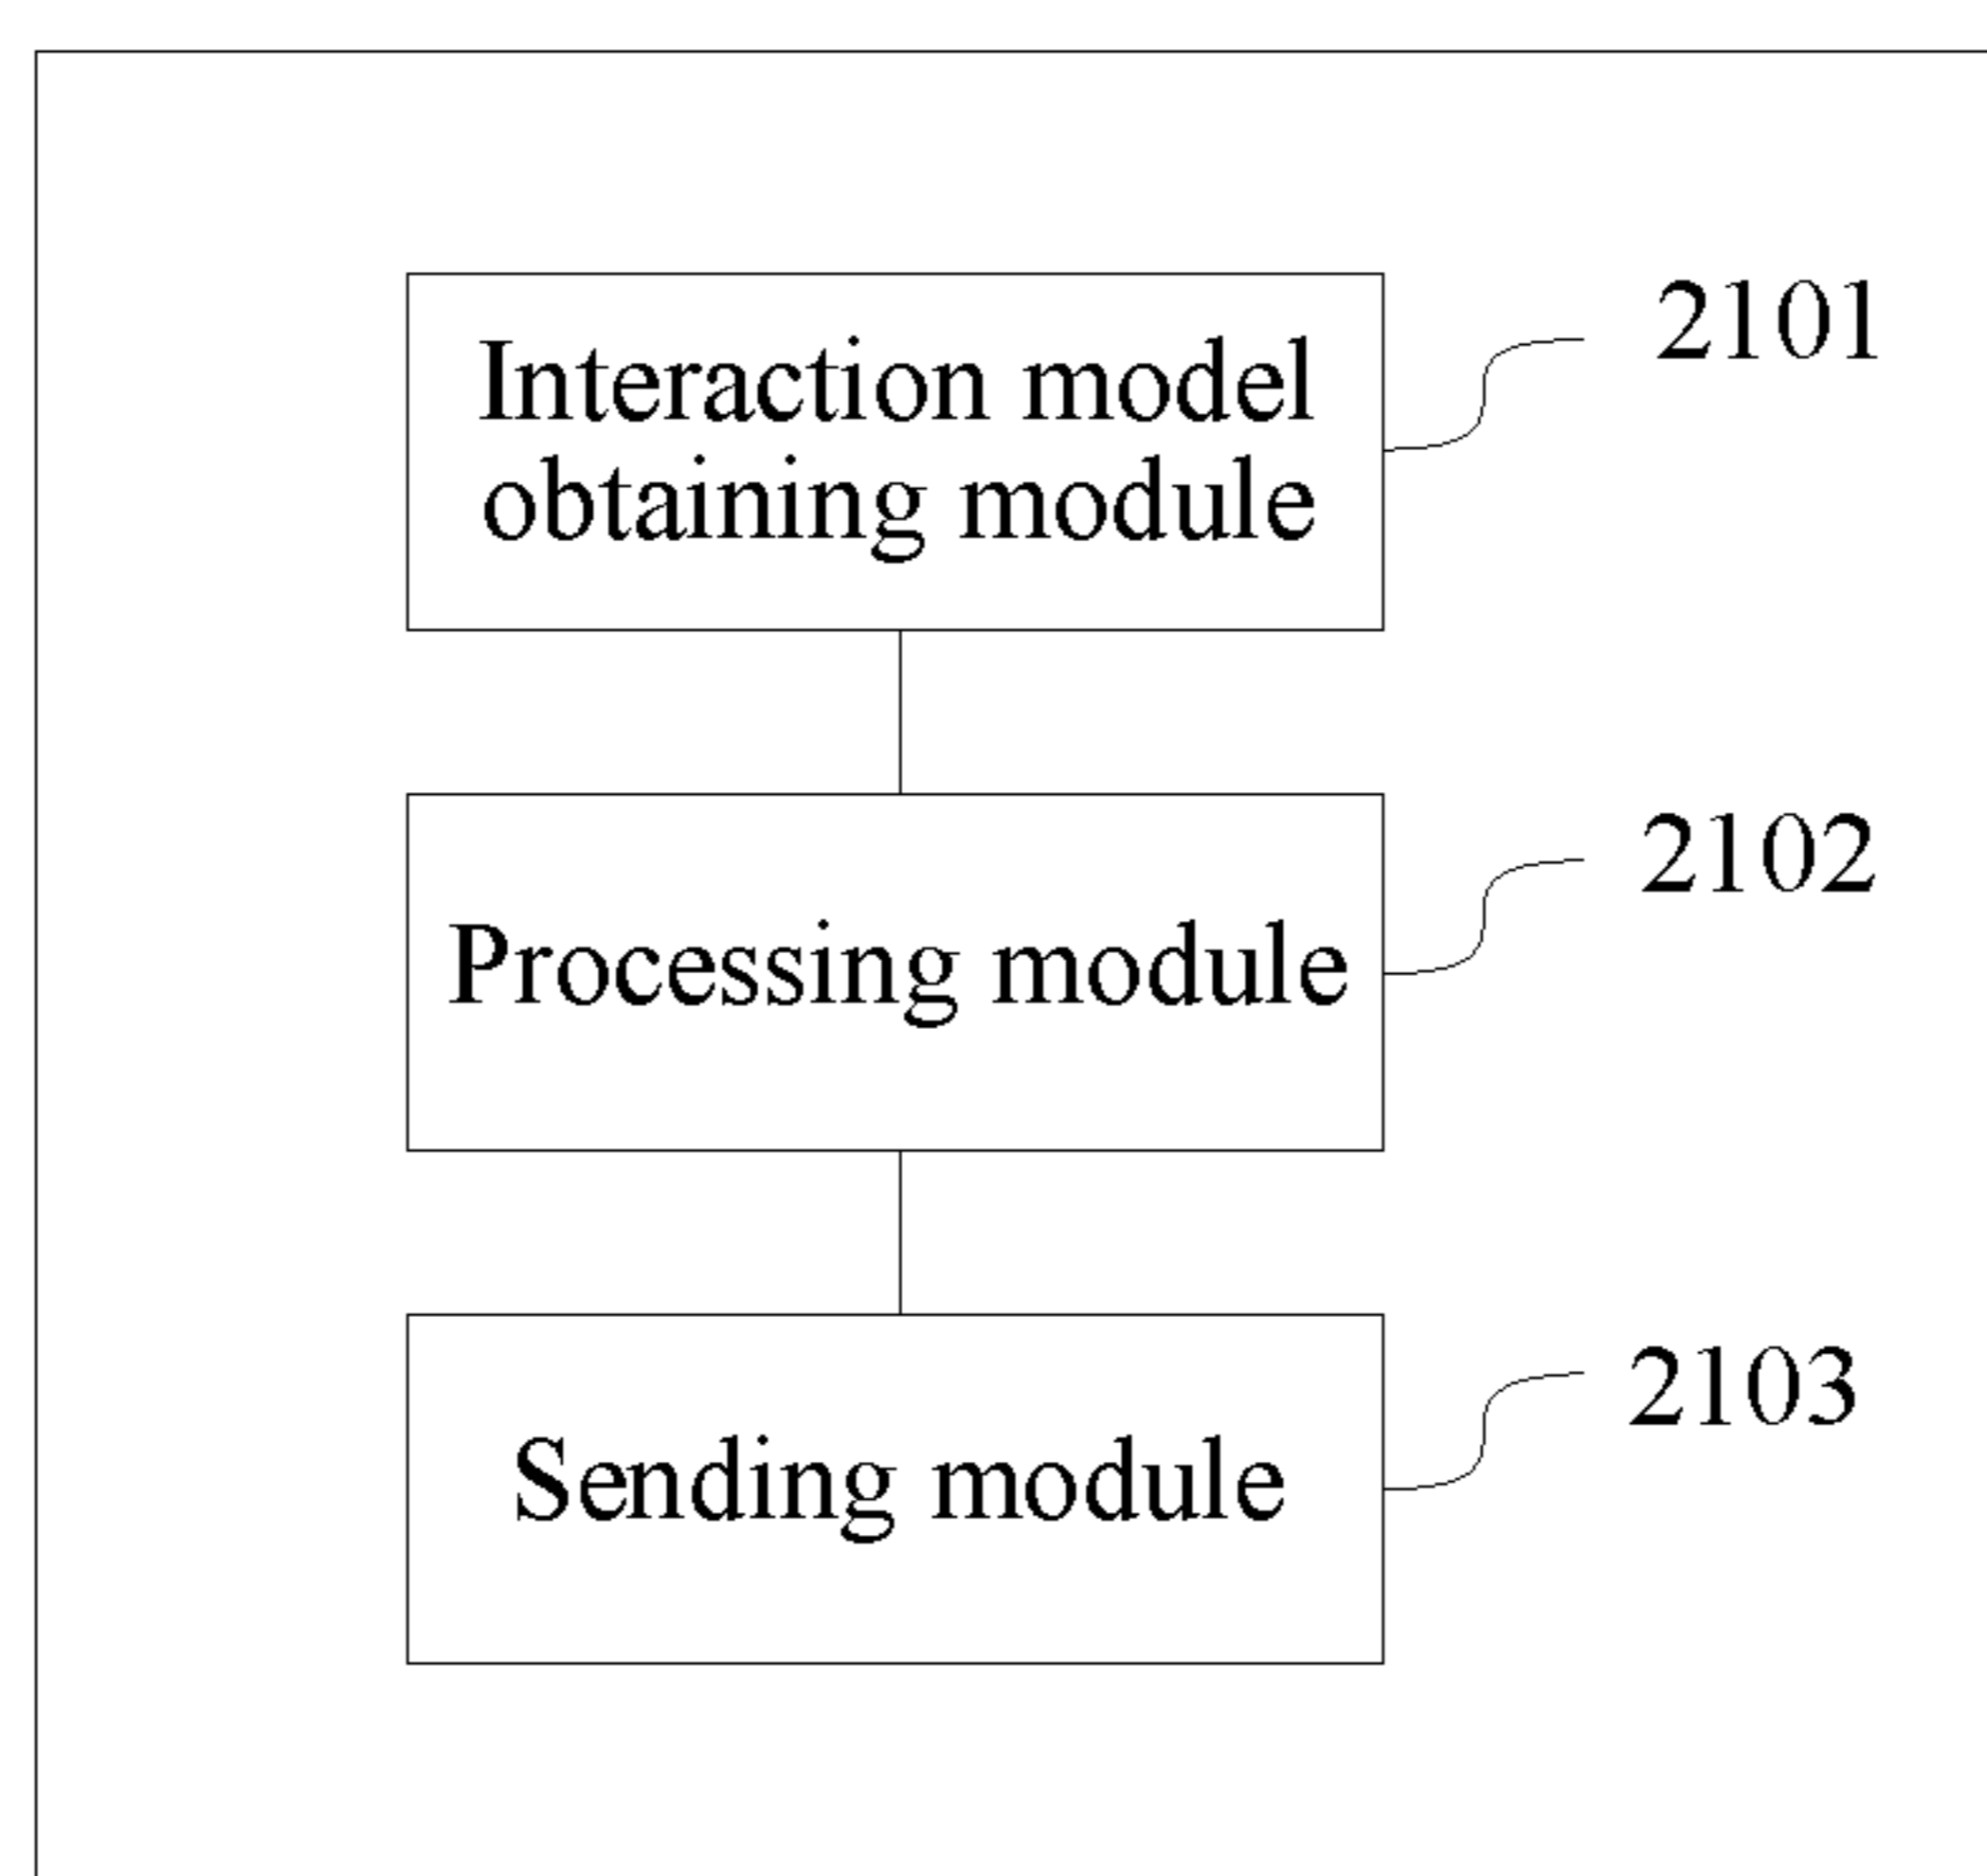 Interaction model
obtaining module
2101
Processing module
2102
Sending module
2103